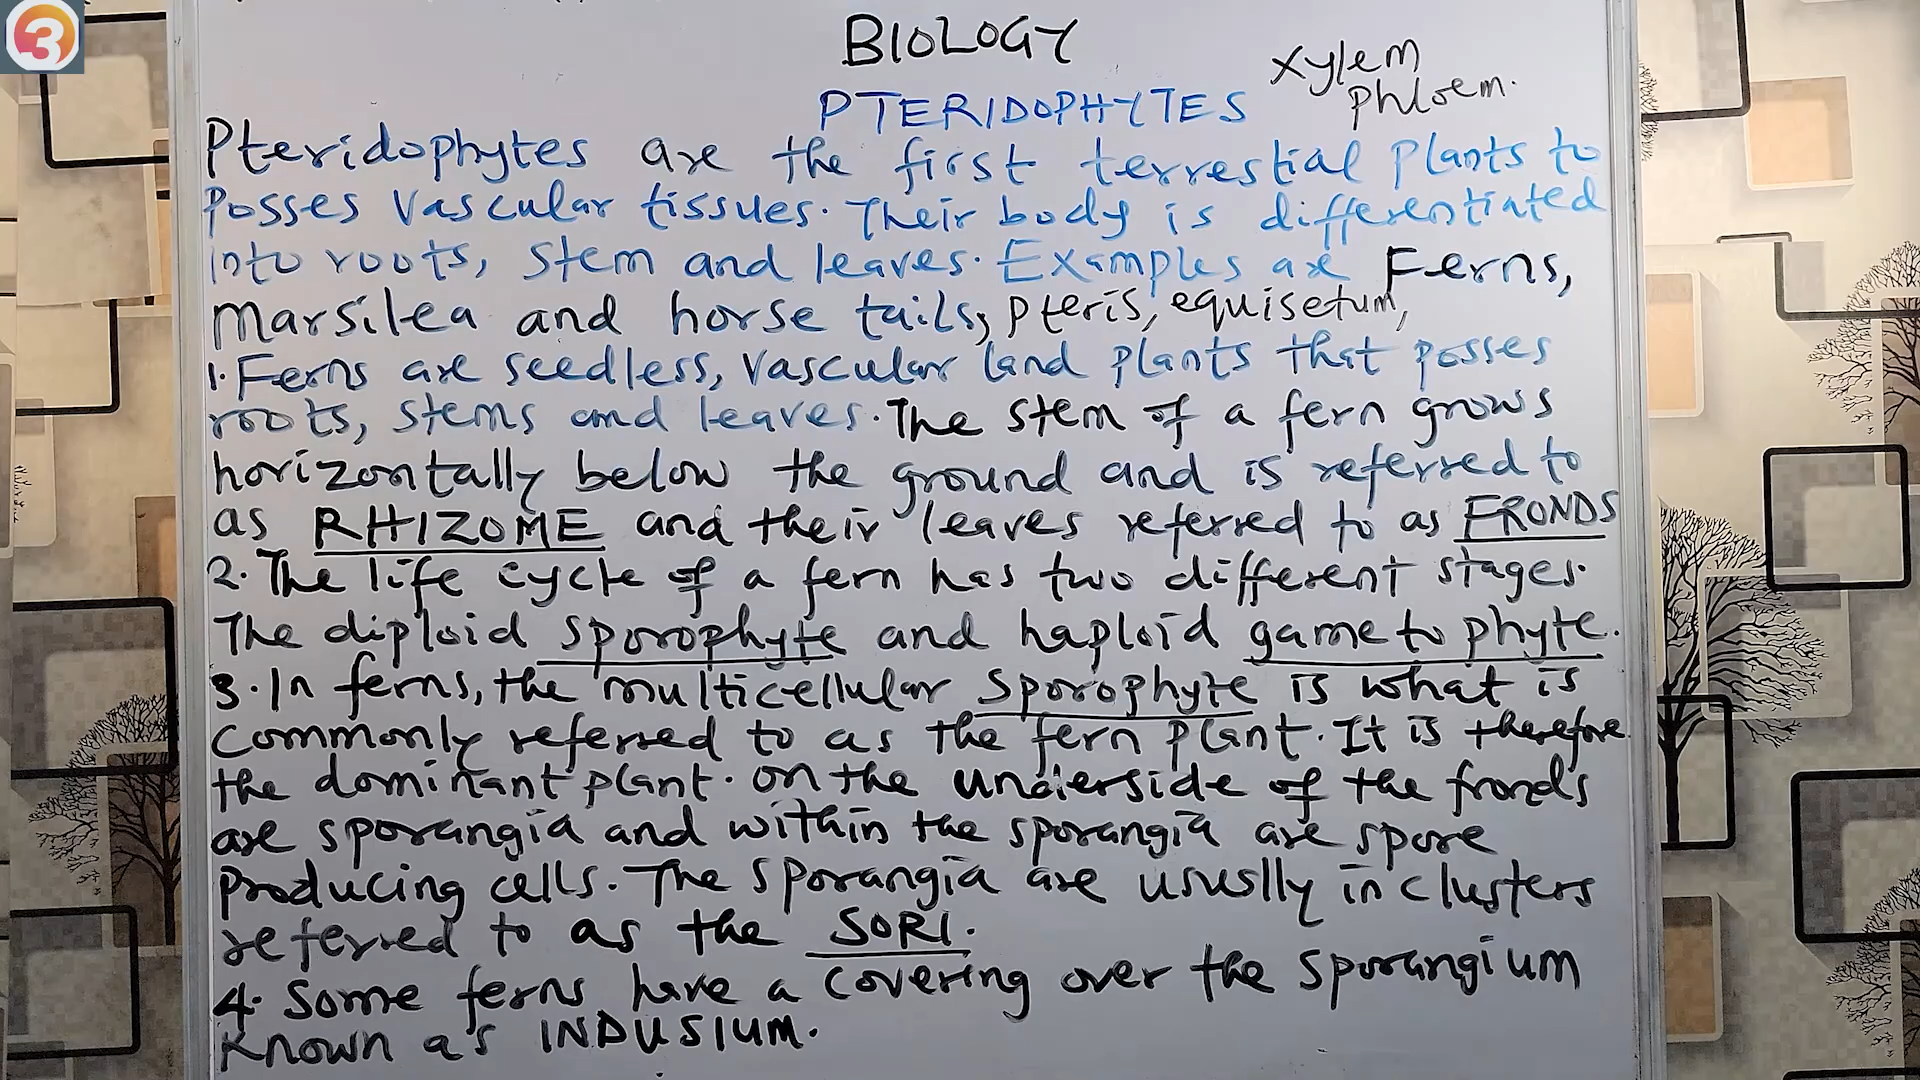 3
BIOLOGY
xylem
phloem.
PTERIDOPHYTES
Pteridophytes are the first terrestial plants to
posses vascular tissues. Their body is differentiated
into roots, stem and leaves. Examples are Ferns,
Marsilea and horse tails, pteris, equisetum,
1. Ferns are seedless, vascular land plants that posses
roots, stems and leaves. The stem of a fern grows
horizontally below the ground and is referred to
as RHIZOME and their leaves referred to as FRONDS
2. The life cycle of a fern has two different stages.
The diploid sporophyte and haploid gametophyte.
3. In ferns, the multicellular sporophyte is what is
commonly referred to as the fern plant. It is therefore
the dominant plant. On the underside of the fronds
are sporangia and within the sporangia are spore
producing cells. The sporangia are ususlly in clusters
referred to as the SORI.
4. Some ferns have a covering over the sporangium
known as INDUSIUM.